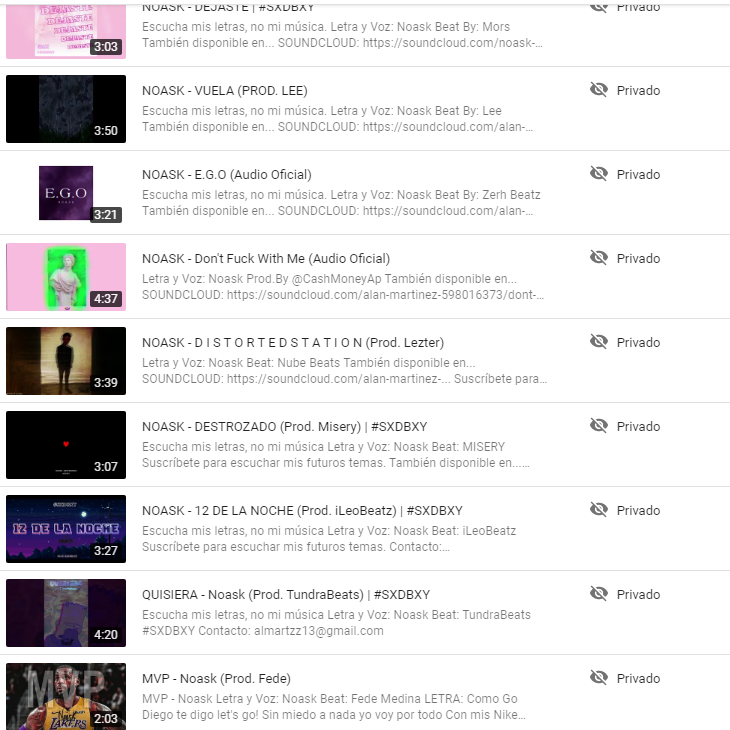 NOASK - DEJASTE | #SXDBXY
Escucha mis letras, no mi música. Letra y Voz: Noask Beat By: Mors
También disponible en... SOUNDCLOUD: https://soundcloud.com/noask-...
3:03
NOASK - VUELA (PROD. LEE)
Privado
Escucha mis letras, no mi música. Letra y Voz: Noask Beat By: Lee
También disponible en... SOUNDCLOUD: https://soundcloud.com/alan-...
3:50
NOASK - E.G.O (Audio Oficial)
Privado
Escucha mis letras, no mi música. Letra y Voz: Noask Beat By: Zerh Beatz
También disponible en... SOUNDCLOUD: https://soundcloud.com/alan-...
E.G.O
3:21
NOASK - Don't Fuck With Me (Audio Oficial)
Privado
Letra y Voz: Noask Prod.By @CashMoneyAp También disponible en...
SOUNDCLOUD: https://soundcloud.com/alan-martinez-598016373/dont-...
4:37
NOASK - D I S T O R T E D S T A T I O N (Prod. Lezter)
Privado
Letra y Voz: Noask Beat: Nube Beats También disponible en...
SOUNDCLOUD: https://soundcloud.com/alan-martinez-... Suscríbete para...
3:39
NOASK - DESTROZADO (Prod. Misery) | #SXDBXY
Privado
Escucha mis letras, no mi música Letra y Voz: Noask Beat: MISERY
Suscríbete para escuchar mis futuros temas. También disponible en......
3:07
NOASK - 12 DE LA NOCHE (Prod. iLeoBeatz) | #SXDBXY
Privado
Escucha mis letras, no mi música Letra y Voz: Noask Beat: iLeoBeatz
Suscríbete para escuchar mis futuros temas. Contacto:...
#SXDBXY
12 DE LA NOCHE
3:27
QUISIERA - Noask (Prod. TundraBeats) | #SXDBXY
Privado
Escucha mis letras, no mi música Letra y Voz: Noask Beat: TundraBeats
#SXDBXY Contacto: almartzz13@gmail.com
4:20
MVP - Noask (Prod. Fede)
Privado
MVP - Noask Letra y Voz: Noask Beat: Fede Medina LETRA: Como Go
Diego te digo let's go! Sin miedo a nada yo voy por todo Con mis Nike...
MVP
LAKERS
2:03